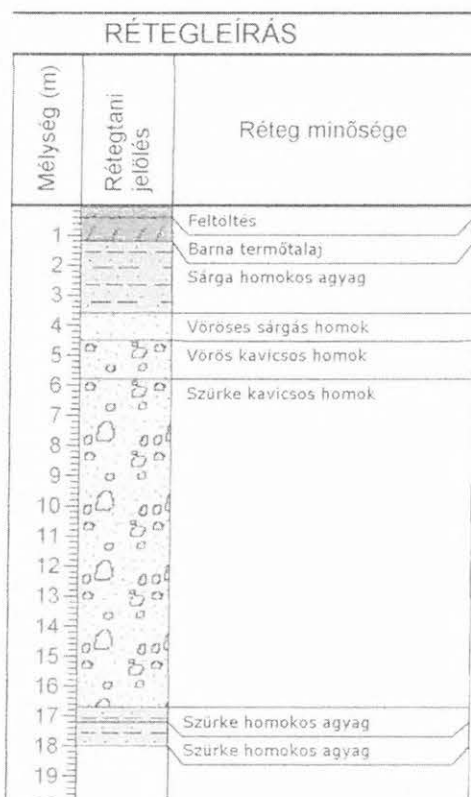 RÉTEGLEÍRÁS
Mélység (m)
Rétegtani
jelölés
Réteg minősége
Feltöltés
1
Barna termőtalaj
2
Sárga homokos agyag
3
4
Vöröses sárgás homok
5
Vörös kavicsos homok
6
Szürke kavicsos homok
7
8
9
10
11
12
13
14
15
16
17
Szürke homokos agyag
18
Szürke homokos agyag
19